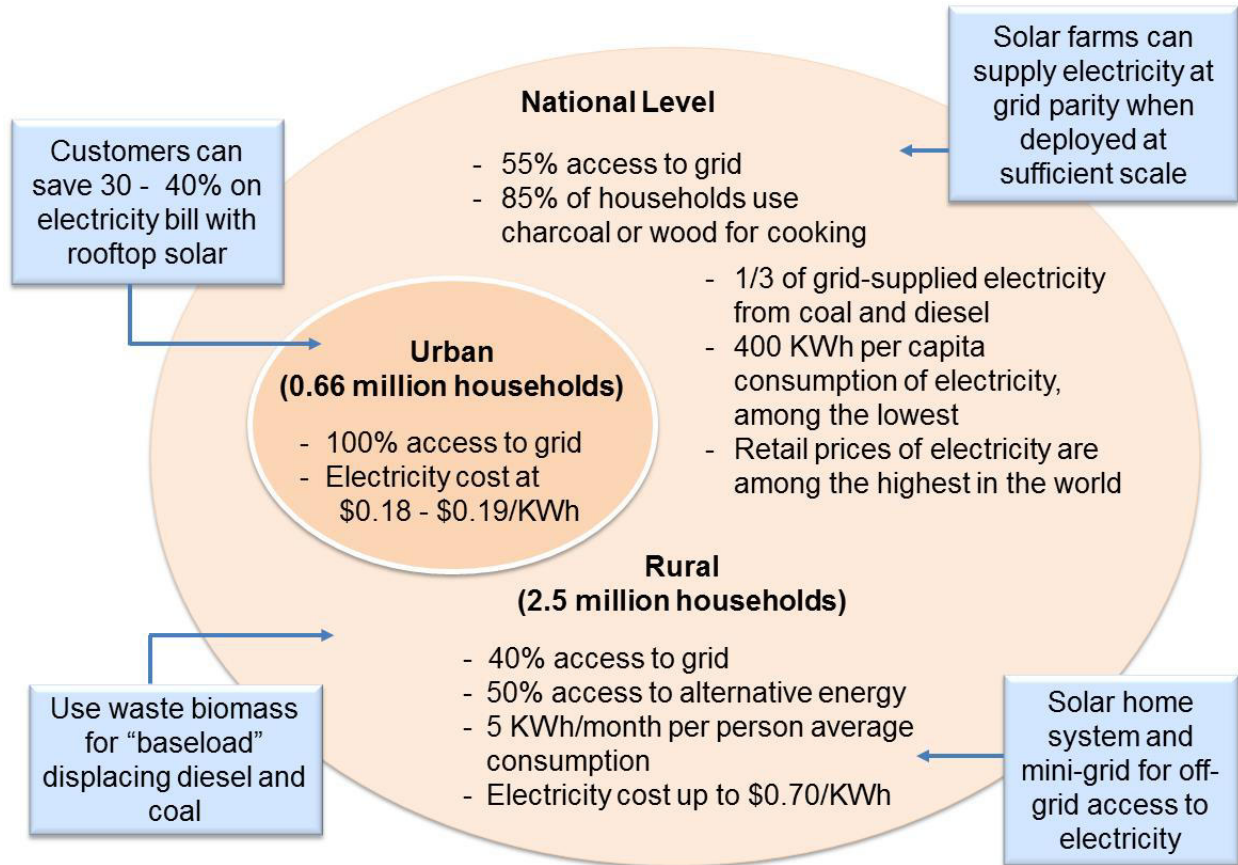 Solar farms can
supply electricity at
grid parity when
deployed at
sufficient scale
Customers can
save 30 - 40% on
electricity bill with
rooftop solar
National Level
- 55% access to grid
- 85% of households use
charcoal or wood for cooking
- 1/3 of grid-supplied electricity
from coal and diesel
- 400 KWh per capita
consumption of electricity,
among the lowest
- Retail prices of electricity are
among the highest in the world
Urban
(0.66 million households)
- 100% access to grid
- Electricity cost at
$0.18 - $0.19/KWh
Rural
(2.5 million households)
- 40% access to grid
- 50% access to alternative energy
- 5 KWh/month per person average
consumption
- Electricity cost up to $0.70/KWh
Use waste biomass
for “baseload”
displacing diesel and
coal
Solar home
system and
mini-grid for off-
grid access to
electricity